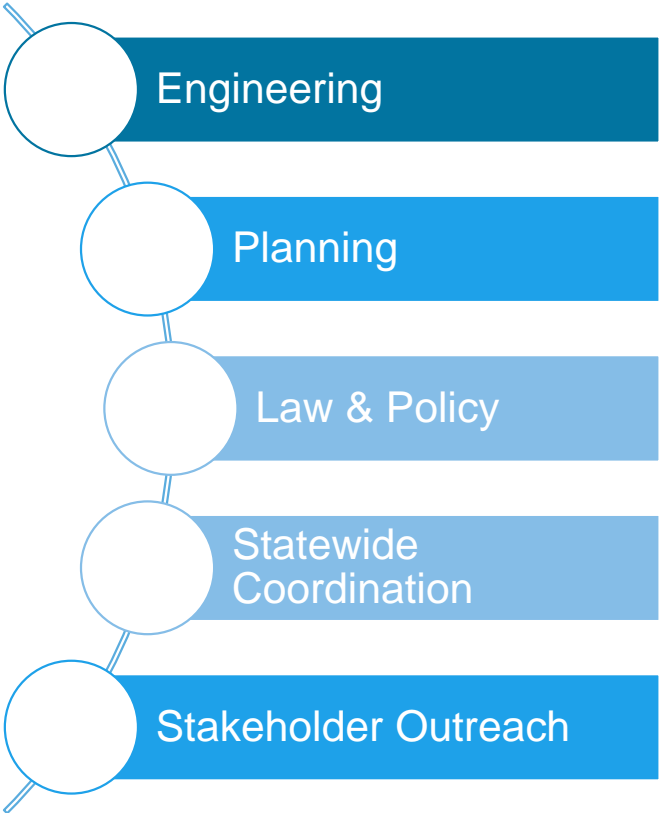 Engineering
Planning
Law & Policy
Statewide
Coordination
Stakeholder Outreach